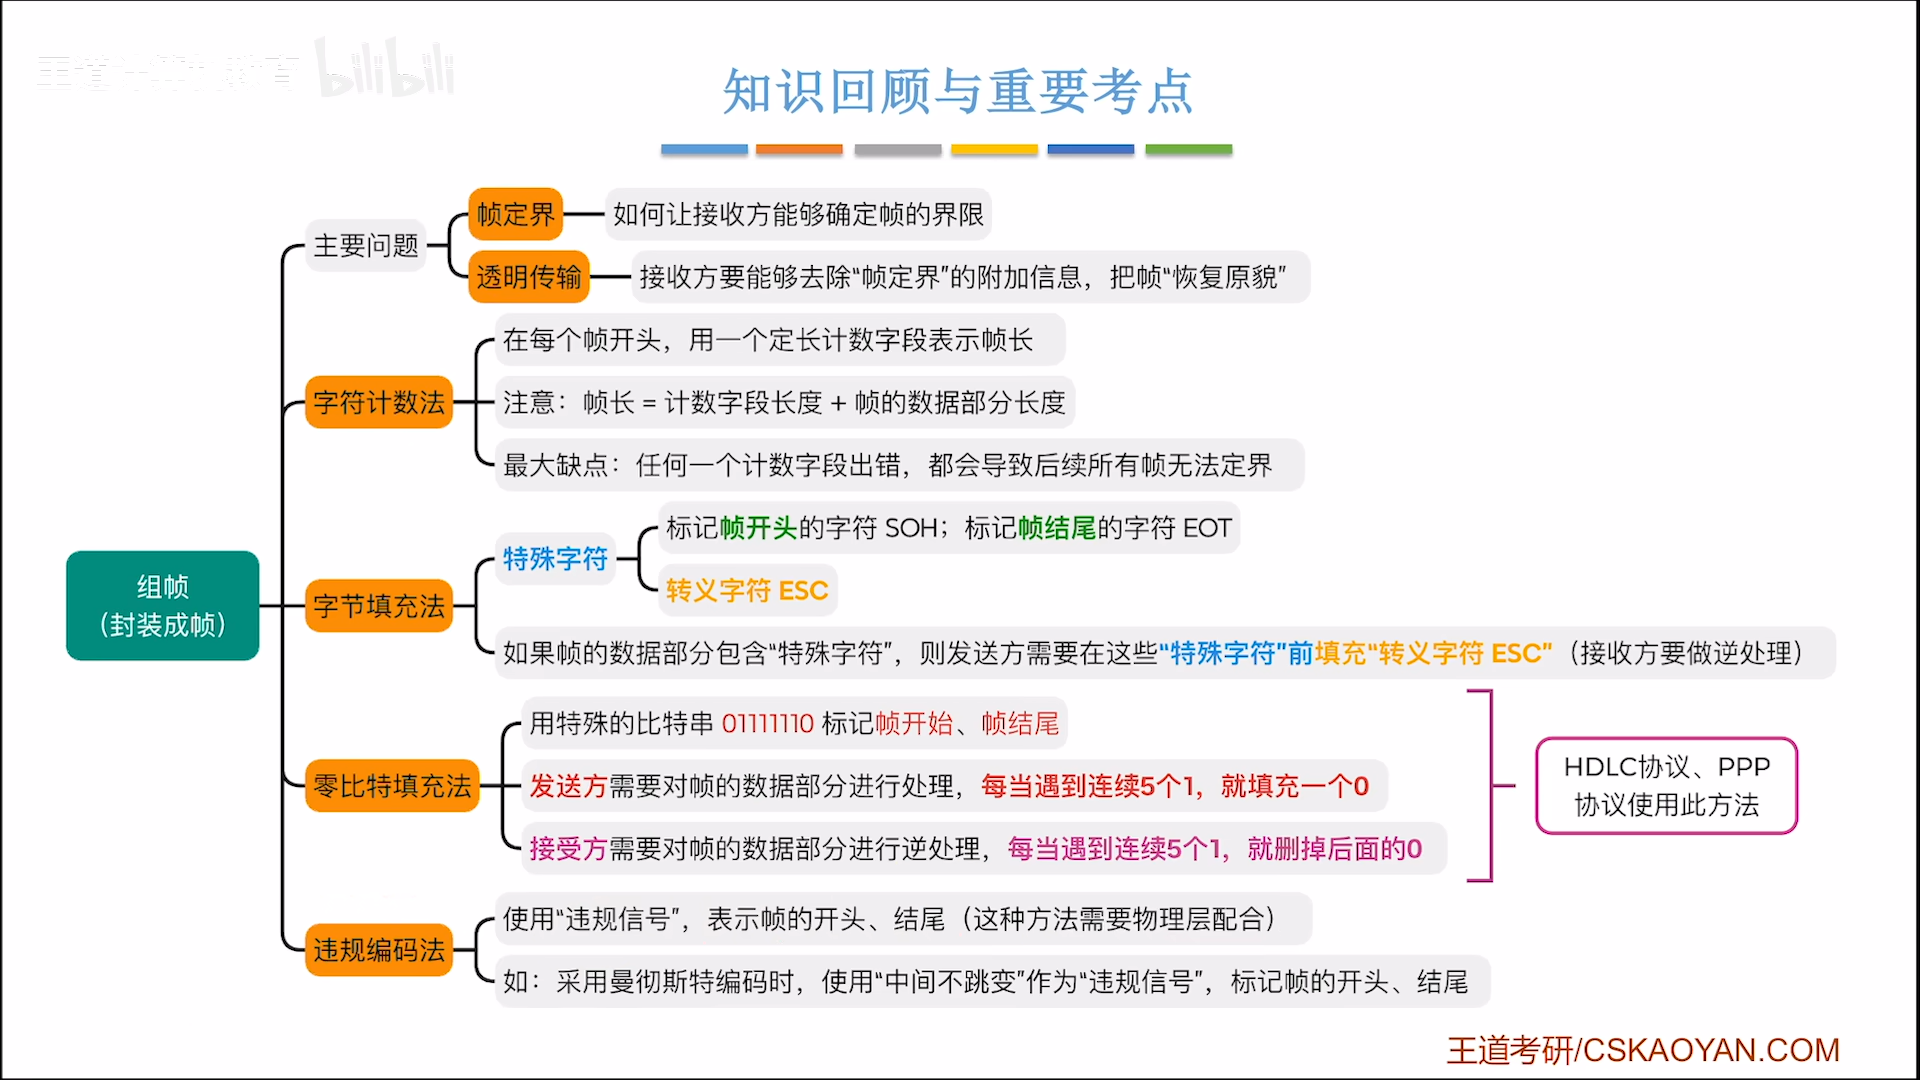 王道计算机教育 bilibili
知识回顾与重要考点
主要问题
帧定界
如何让接收方能够确定帧的界限
透明传输
接收方要能够去除“帧定界”的附加信息，把帧“恢复原貌”
字符计数法
在每个帧开头，用一个定长计数字段表示帧长
注意：帧长 = 计数字段长度 + 帧的数据部分长度
最大缺点：任何一个计数字段出错，都会导致后续所有帧无法定界
组帧
（封装成帧）
字节填充法
特殊字符
标记帧开头的字符 SOH；标记帧结尾的字符 EOT
转义字符 ESC
如果帧的数据部分包含“特殊字符”，则发送方需要在这些“特殊字符”前填充“转义字符 ESC”（接收方要做逆处理）
零比特填充法
用特殊的比特串 01111110 标记帧开始、帧结尾
发送方需要对帧的数据部分进行处理，每当遇到连续5个1，就填充一个0
接受方需要对帧的数据部分进行逆处理，每当遇到连续5个1，就删掉后面的0
HDLC协议、PPP
协议使用此方法
违规编码法
使用“违规信号”，表示帧的开头、结尾（这种方法需要物理层配合）
如：采用曼彻斯特编码时，使用“中间不跳变”作为“违规信号”，标记帧的开头、结尾
王道考研/CSKAOYAN.COM